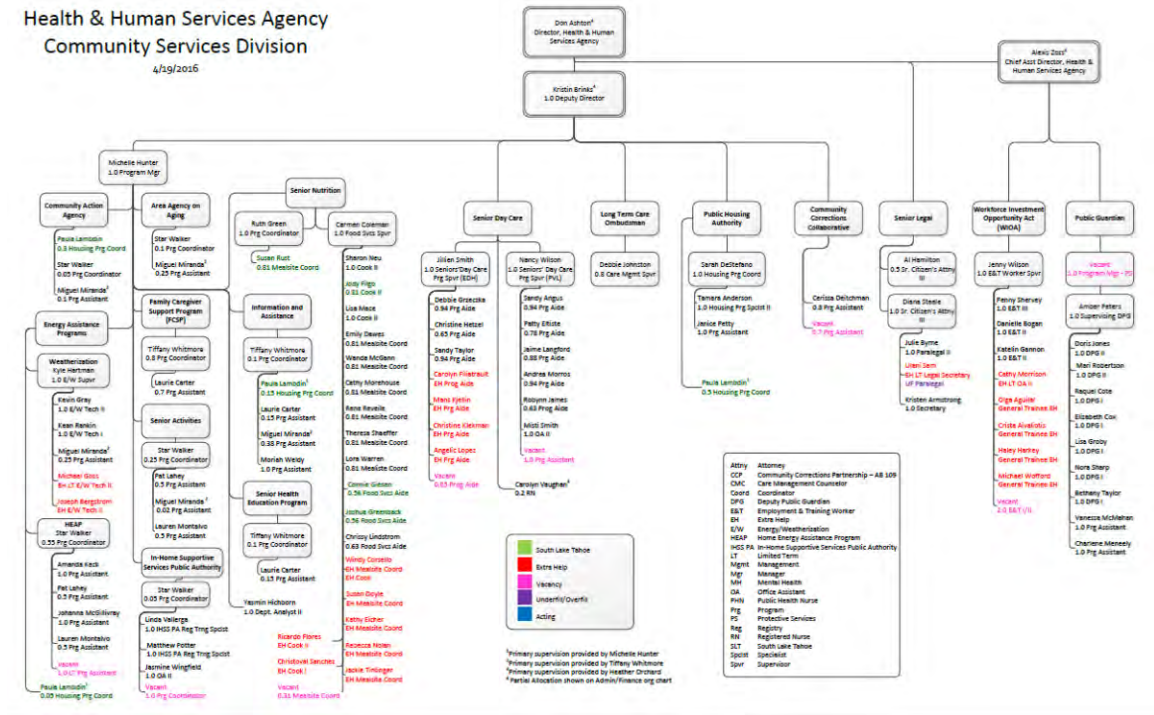 Health & Human Services Agency
Community Services Division
4/19/2016
Don Ashton⁴
Director, Health & Human
Services Agency
Alexis Zoss⁴
Chief Asst Director, Health &
Human Services Agency
Kristin Brinks⁴
1.0 Deputy Director
Michelle Hunter
1.0 Program Mgr
Community Action
Agency
Paula Lamodin
0.3 Housing Prg Coord
Star Walker
0.05 Prg Coordinator
Miguel Miranda²
0.1 Prg Assistant
Energy Assistance
Programs
Weatherization
Kyle Hartman
1.0 E/W Supvr
Kevin Gray
1.0 E/W Tech II
Kean Rankin
1.0 E/W Tech I
Miguel Miranda²
0.25 Prg Assistant
Michael Goss
EH LT E/W Tech II
Joseph Bergstrom
EH E/W Tech II
HEAP
Star Walker
0.55 Prg Coordinator
Amanda Keck
1.0 Prg Assistant
Pat Lahey
0.5 Prg Assistant
Johanna McGillivray
1.0 Prg Assistant
Lauren Montalvo
0.5 Prg Assistant
Vacant
1.0 LT Prg Assistant
Paula Lamodin¹
0.05 Housing Prg Coord
Area Agency on
Aging
Star Walker
0.1 Prg Coordinator
Miguel Miranda²
0.25 Prg Assistant
Family Caregiver
Support Program
(FCSP)
Tiffany Whitmore
0.8 Prg Coordinator
Laurie Carter
0.7 Prg Assistant
Senior Activities
Star Walker
0.25 Prg Coordinator
Pat Lahey
0.5 Prg Assistant
Miguel Miranda ²
0.02 Prg Assistant
Lauren Montalvo
0.5 Prg Assistant
In-Home Supportive
Services Public Authority
Star Walker
0.05 Prg Coordinator
Linda Vallerga
1.0 IHSS PA Reg Trng Spclst
Matthew Potter
1.0 IHSS PA Reg Trng Spclst
Jasmine Wingfield
1.0 OA II
Vacant
1.0 Prg Coordinator
Senior Nutrition
Ruth Green
1.0 Prg Coordinator
Susan Rust
0.81 Mealsite Coord
Information and
Assistance
Tiffany Whitmore
0.1 Prg Coordinator
Paula Lamodin¹
0.15 Housing Prg Coord
Laurie Carter
0.15 Prg Assistant
Miguel Miranda²
0.38 Prg Assistant
Moriah Weldy
1.0 Prg Assistant
Senior Health
Education Program
Tiffany Whitmore
0.1 Prg Coordinator
Laurie Carter
0.15 Prg Assistant
Yasmin Hichborn
1.0 Dept. Analyst II
Carmen Coleman
1.0 Food Svcs Spvr
Sharon Neu
1.0 Cook II
Jody Fligo
0.81 Cook II
Lisa Mace
1.0 Cook II
Emily Dawes
0.81 Mealsite Coord
Wanda McGann
0.81 Mealsite Coord
Cathy Morehouse
0.81 Mealsite Coord
Rene Revelle
0.81 Mealsite Coord
Theresa Shaeffer
0.81 Mealsite Coord
Lora Warren
0.81 Mealsite Coord
Connie Giesen
0.56 Food Svcs Aide
Joshua Greenback
0.56 Food Svcs Aide
Chrissy Lindstrom
0.63 Food Svcs Aide
Windy Corsello
EH Mealsite Coord
EH Cook
Susan Doyle
EH Mealsite Coord
Kathy Eicher
EH Mealsite Coord
Rebecca Nolan
EH Mealsite Coord
Jackie Timlinger
EH Mealsite Coord
Ricardo Flores
EH Cook II
Christoval Sanches
EH Cook I
Vacant
0.31 Mealsite Coord
Senior Day Care
Jillien Smith
1.0 Seniors'Day Care
Prg Spvr (EDH)
Debbie Grzeczka
0.94 Prg Aide
Christine Hetzel
0.63 Prg Aide
Sandy Taylor
0.94 Prg Aide
Carolyn Filiatrault
EH Prog Aide
Mans Kjellin
EH Prg Aide
Christine Kiekman
EH Prg Aide
Angelic Lopes
EH Prg Aide
Vacant
0.93 Prog Aide
Nancy Wilson
1.0 Seniors' Day Care
Prg Spvr (PVL)
Sandy Angus
0.94 Prg Aide
Patty Eitiste
0.78 Prg Aide
Jaime Langford
0.88 Prg Aide
Andrea Morros
0.94 Prg Aide
Robynn James
0.63 Prog Aide
Misti Smith
1.0 OA II
Vacant
1.0 Prg Assistant
Carolyn Vaughan³
0.2 RN
Long Term Care
Ombudsman
Debbie Johnston
0.8 Care Mgmt Spvr
Public Housing
Authority
Sarah DeStefano
1.0 Housing Prg Coord
Tamara Anderson
1.0 Housing Prg Spclst II
Janice Petty
1.0 Prg Assistant
Paula Lamodin¹
0.5 Housing Prg Coord
Community
Corrections
Collaborative
Cerissa Deitchman
0.8 Prg Assistant
Vacant
0.7 Prg Assistant
Senior Legal
Al Hamilton
0.5 Sr. Citizen's Attny
III
Diana Steele
1.0 Sr. Citizen's Attny
III
Julie Byrne
1.0 Paralegal II
Lilani Sem
EH LT Legal Secretary
UF Paralegal
Kristen Armstrong
1.0 Secretary
Workforce Investment
Opportunity Act
(WIOA)
Jenny Wilson
1.0 E&T Worker Spvr
Penny Shervey
1.0 E&T III
Danielle Bogan
1.0 E&T II
Katelin Gannon
1.0 E&T II
Cathy Morrison
EH LT OA II
Olga Aguilar
General Trainee EH
Crista Aivaliotis
General Trainee EH
Haley Harkey
General Trainee EH
Michael Wofford
General Trainee EH
Vacant
2.0 E&T I/II
Public Guardian
Vacant
1.0 Program Mgr - PS
Amber Peters
1.0 Supervising DPG
Doris Jones
1.0 DPG II
Mari Robertson
1.0 DPG II
Raquel Cote
1.0 DPG I
Elizabeth Cox
1.0 DPG I
Lisa Groby
1.0 DPG I
Nora Sharp
1.0 DPG I
Bethany Taylor
1.0 DPG I
Vanessa McMahan
1.0 Prg Assistant
Charlene Meneely
1.0 Prg Assistant
South Lake Tahoe
Extra Help
Vacancy
Underfill/Overfill
Acting
¹Primary supervision provided by Michelle Hunter
²Primary supervision provided by Tiffany Whitmore
³Primary supervision provided by Heather Orchard
⁴ Partial Allocation shown on Admin/Finance org chart
Attny Attorney
CCP Community Corrections Partnership – AB 109
CMC Care Management Counselor
Coord Coordinator
DPG Deputy Public Guardian
E&T Employment & Training Worker
EH Extra Help
E/W Energy/Weatherization
HEAP Home Energy Assistance Program
IHSS PA In-Home Supportive Services Public Authority
LT Limited Term
Mgmt Management
Mgr Manager
MH Mental Health
OA Office Assistant
PHN Public Health Nurse
Prg Program
PS Protective Services
Reg Registry
RN Registered Nurse
SLT South Lake Tahoe
Spclst Specialist
Spvr Supervisor